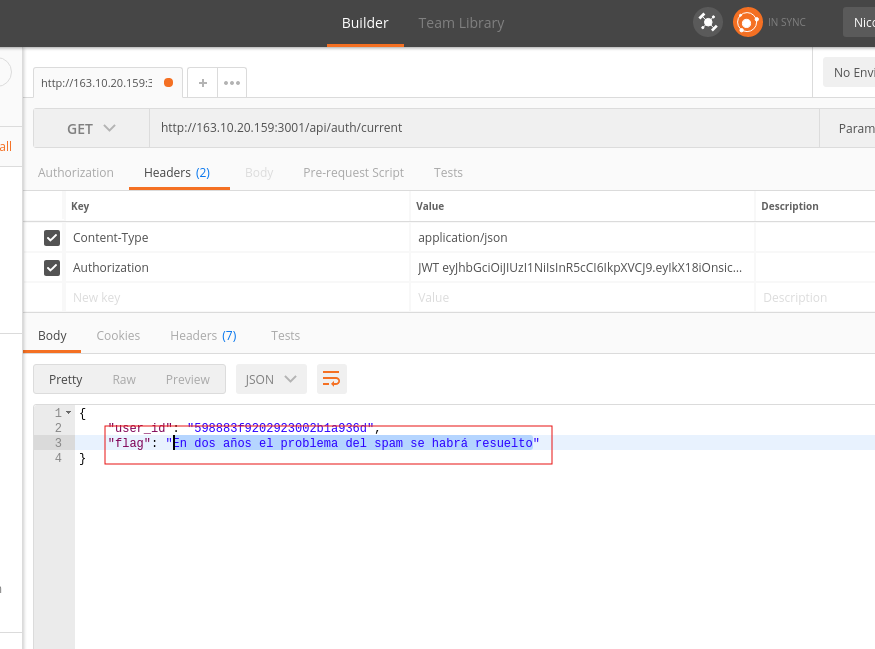 Builder
Team Library
IN SYNC
Nico
http://163.10.20.159:3
+
No Envi
GET
http://163.10.20.159:3001/api/auth/current
Param
all
Authorization
Headers (2)
Body
Pre-request Script
Tests
Key
Value
Description
Content-Type
application/json
Authorization
JWT eyJhbGciOiJIUzI1NiIsInR5cCI6IkpXVCJ9.eyIkX18iOnsic...
New key
Value
Description
Body
Cookies
Headers (7)
Tests
Pretty
Raw
Preview
JSON
1 {
2 "user_id": "598883f9202923002b1a936d",
3 "flag": "En dos años el problema del spam se habrá resuelto"
4 }